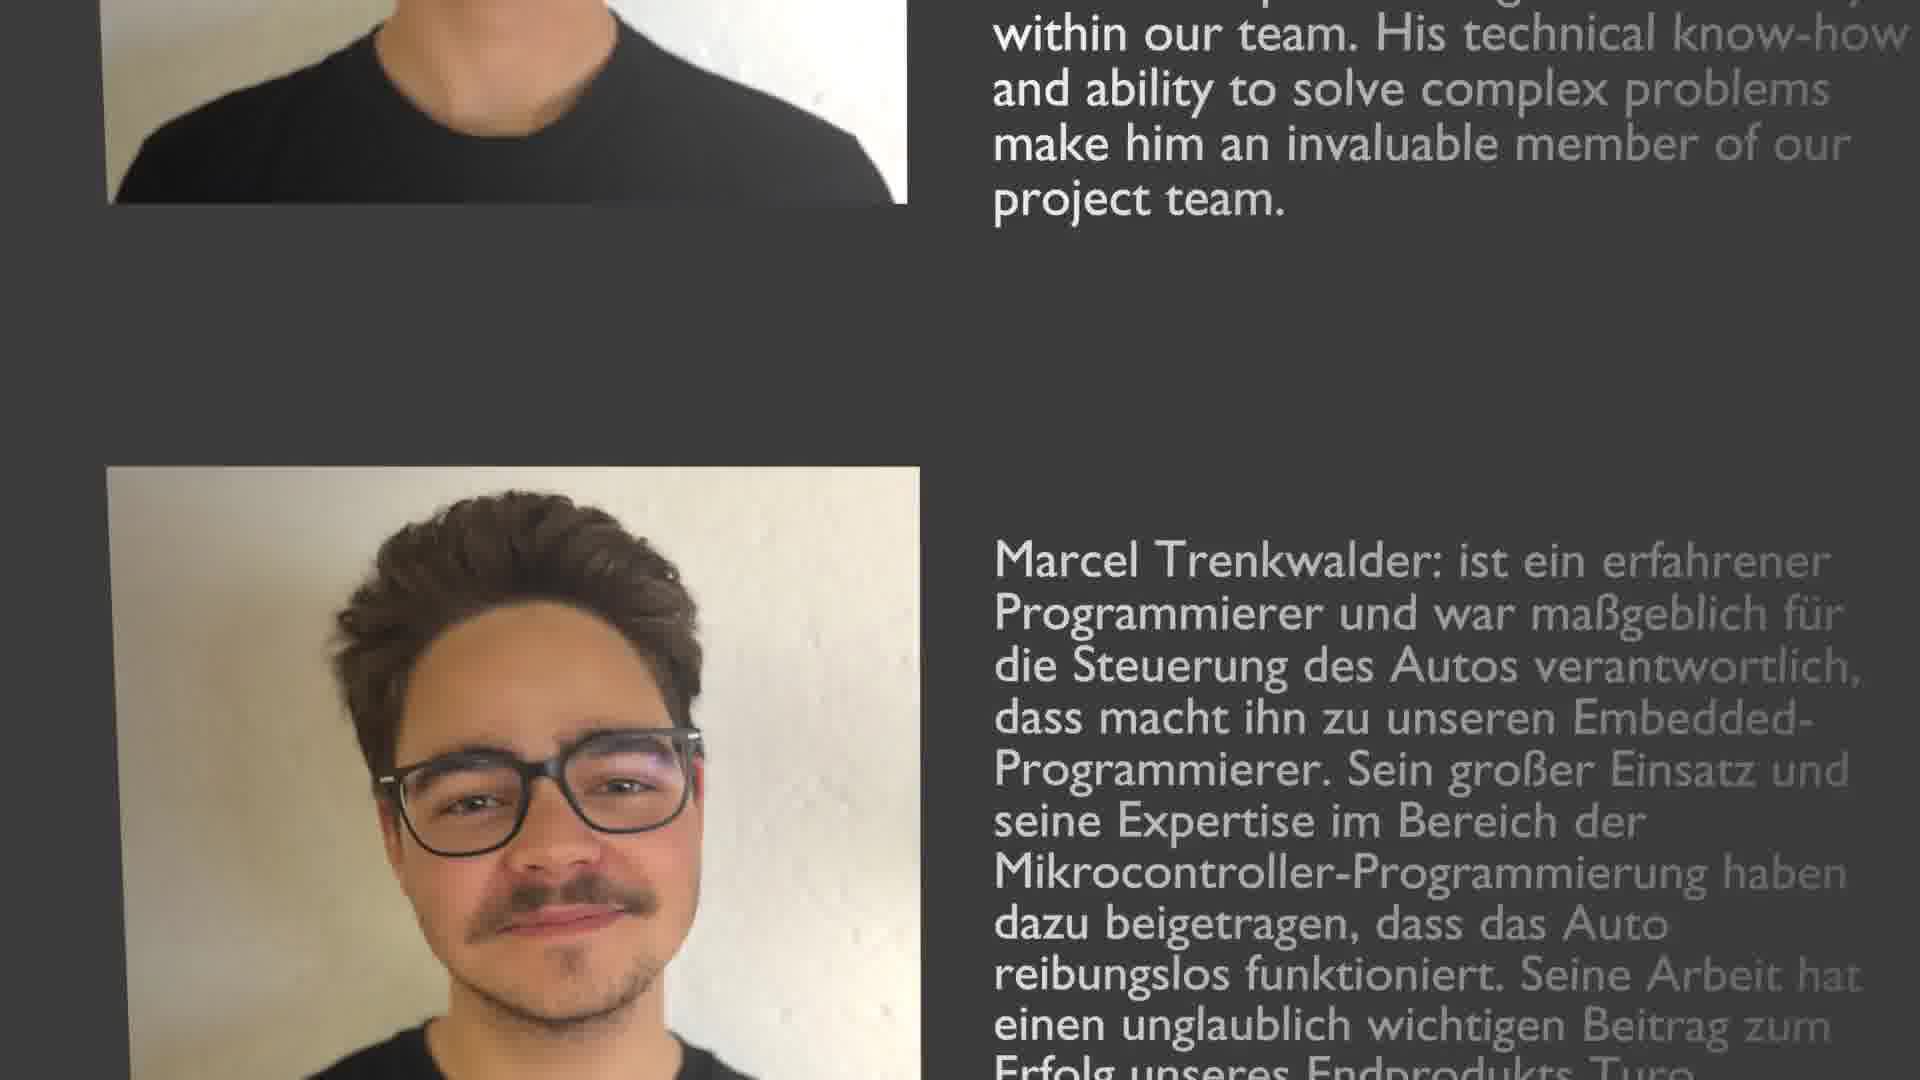 within our team. His technical know-how
and ability to solve complex problems
make him an invaluable member of our
project team.
Marcel Trenkwalder: ist ein erfahrener
Programmierer und war maßgeblich für
die Steuerung des Autos verantwortlich,
dass macht ihn zu unseren Embedded-
Programmierer. Sein großer Einsatz und
seine Expertise im Bereich der
Mikrocontroller-Programmierung haben
dazu beigetragen, dass das Auto
reibungslos funktioniert. Seine Arbeit hat
einen unglaublich wichtigen Beitrag zum
Erfolg unseres Endprodukts Turo